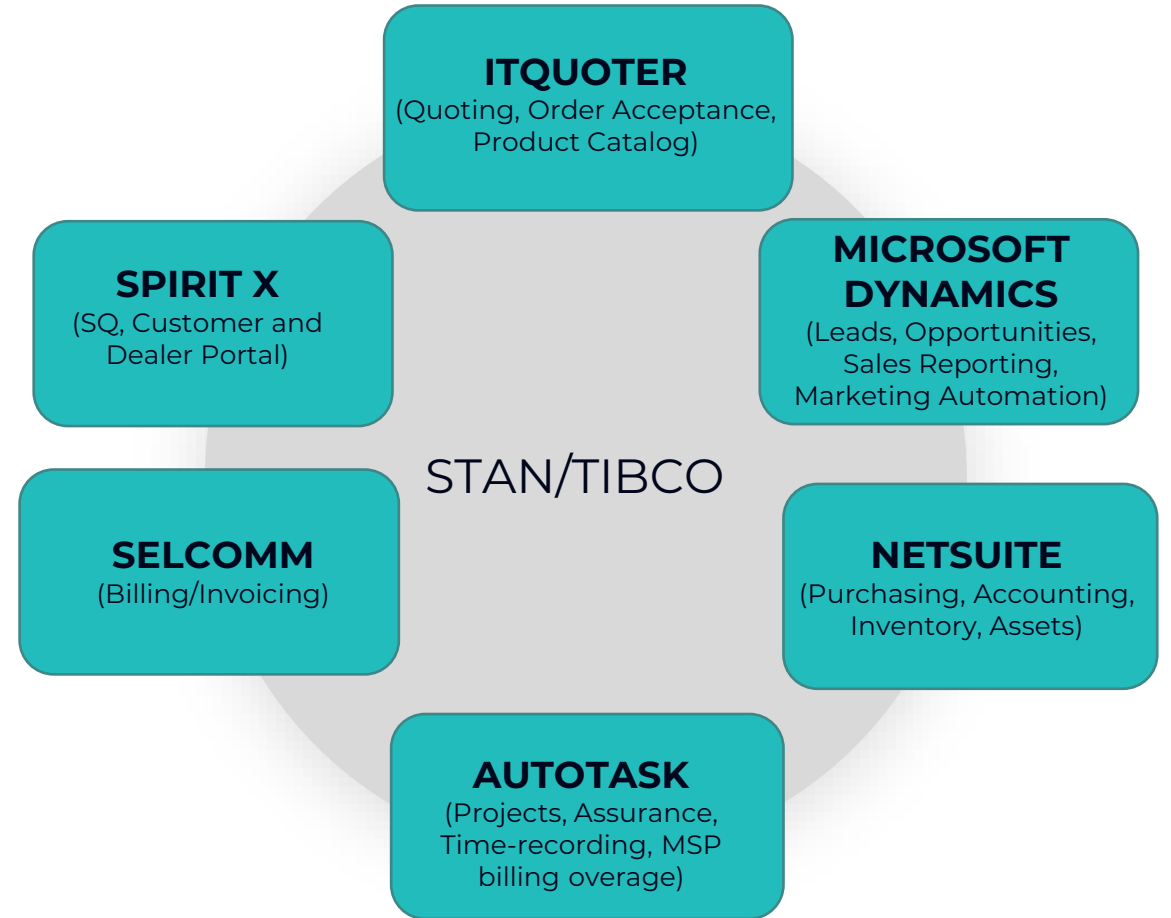 ITQUOTER
(Quoting, Order Acceptance,
Product Catalog)
SPIRIT X
(SQ, Customer and
Dealer Portal)
MICROSOFT
DYNAMICS
(Leads, Opportunities,
Sales Reporting,
Marketing Automation)
STAN/TIBCO
SELCOMM
(Billing/Invoicing)
NETSUITE
(Purchasing, Accounting,
Inventory, Assets)
AUTOTASK
(Projects, Assurance,
Time-recording, MSP
billing overage)